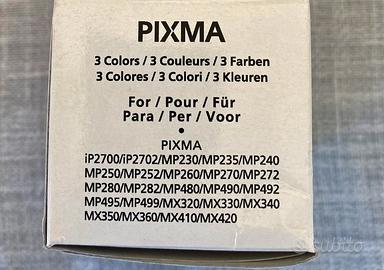 PIXMA
3 Colors / 3 Couleurs / 3 Farben
3 Colores / 3 Colori / 3 Kleuren
For / Pour / Für
Para / Per / Voor
•
PIXMA
iP2700/iP2702/MP230/MP235/MP240
MP250/MP252/MP260/MP270/MP272
MP280/MP282/MP480/MP490/MP492
MP495/MP499/MX320/MX330/MX340
MX350/MX360/MX410/MX420
subito